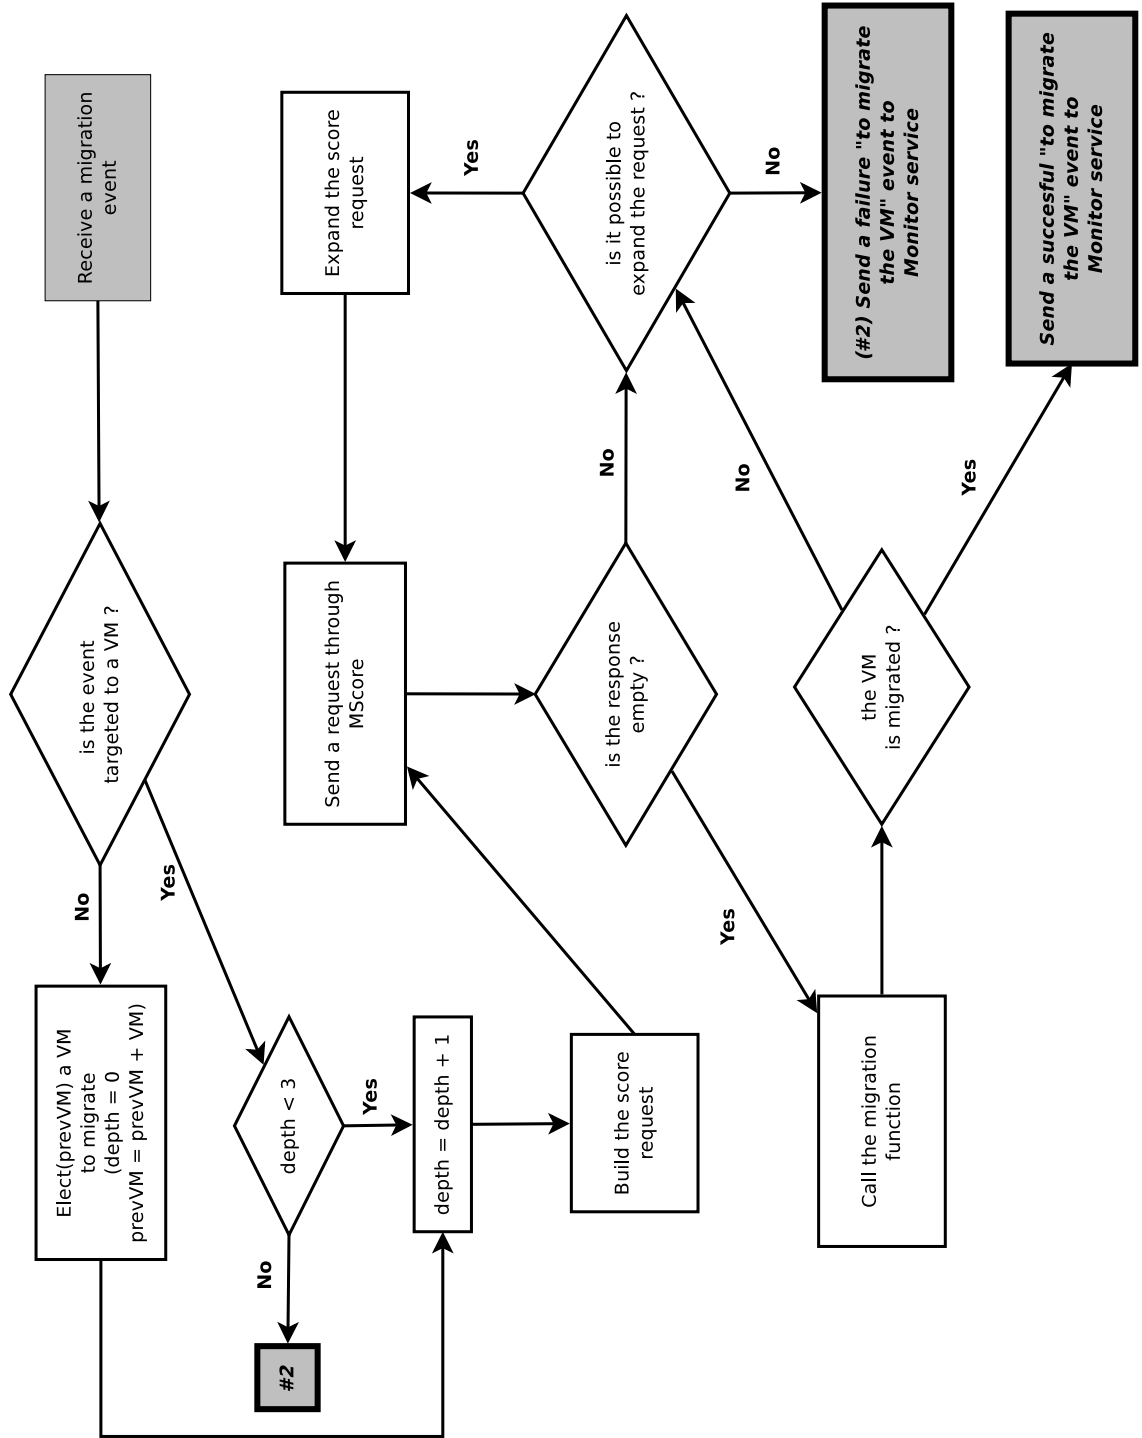 Receive a migration
event
is the event
targeted to a VM ?
No
Yes
Elect(prevVM) a VM
to migrate
(depth = 0
prevVM = prevVM + VM)
depth < 3
No
#2
Yes
depth = depth + 1
Build the score
request
Send a request through
MScore
is the response
empty ?
No
Yes
is it possible to
expand the request ?
Yes
Expand the score
request
No
(#2) Send a failure "to migrate
the VM" event to
Monitor service
Call the migration
function
the VM
is migrated ?
No
Yes
Send a succesful "to migrate
the VM" event to
Monitor service